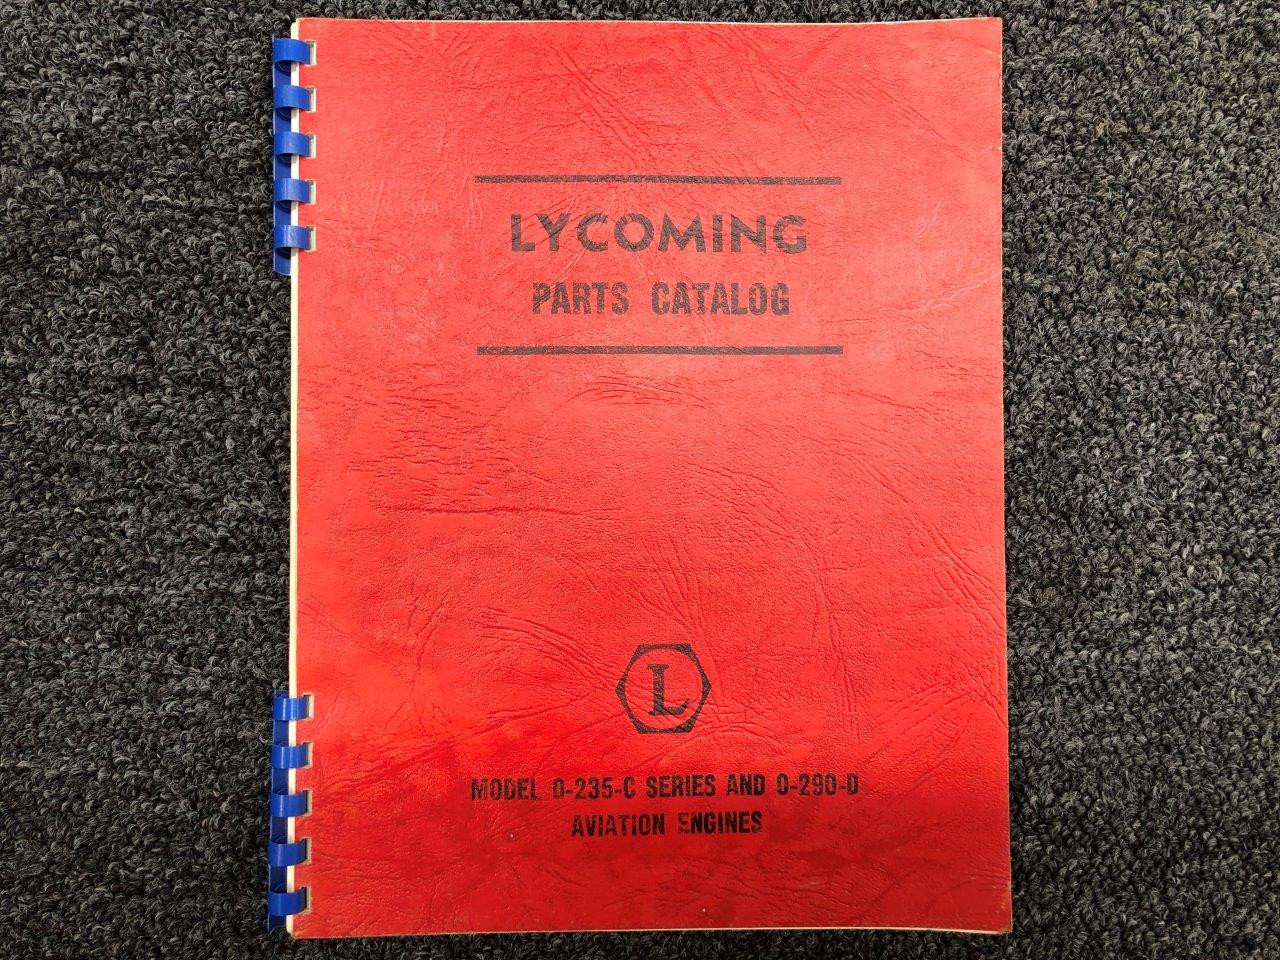 LYCOMING
PARTS CATALOG
L
MODEL O-235-C SERIES AND O-290-D
AVIATION ENGINES